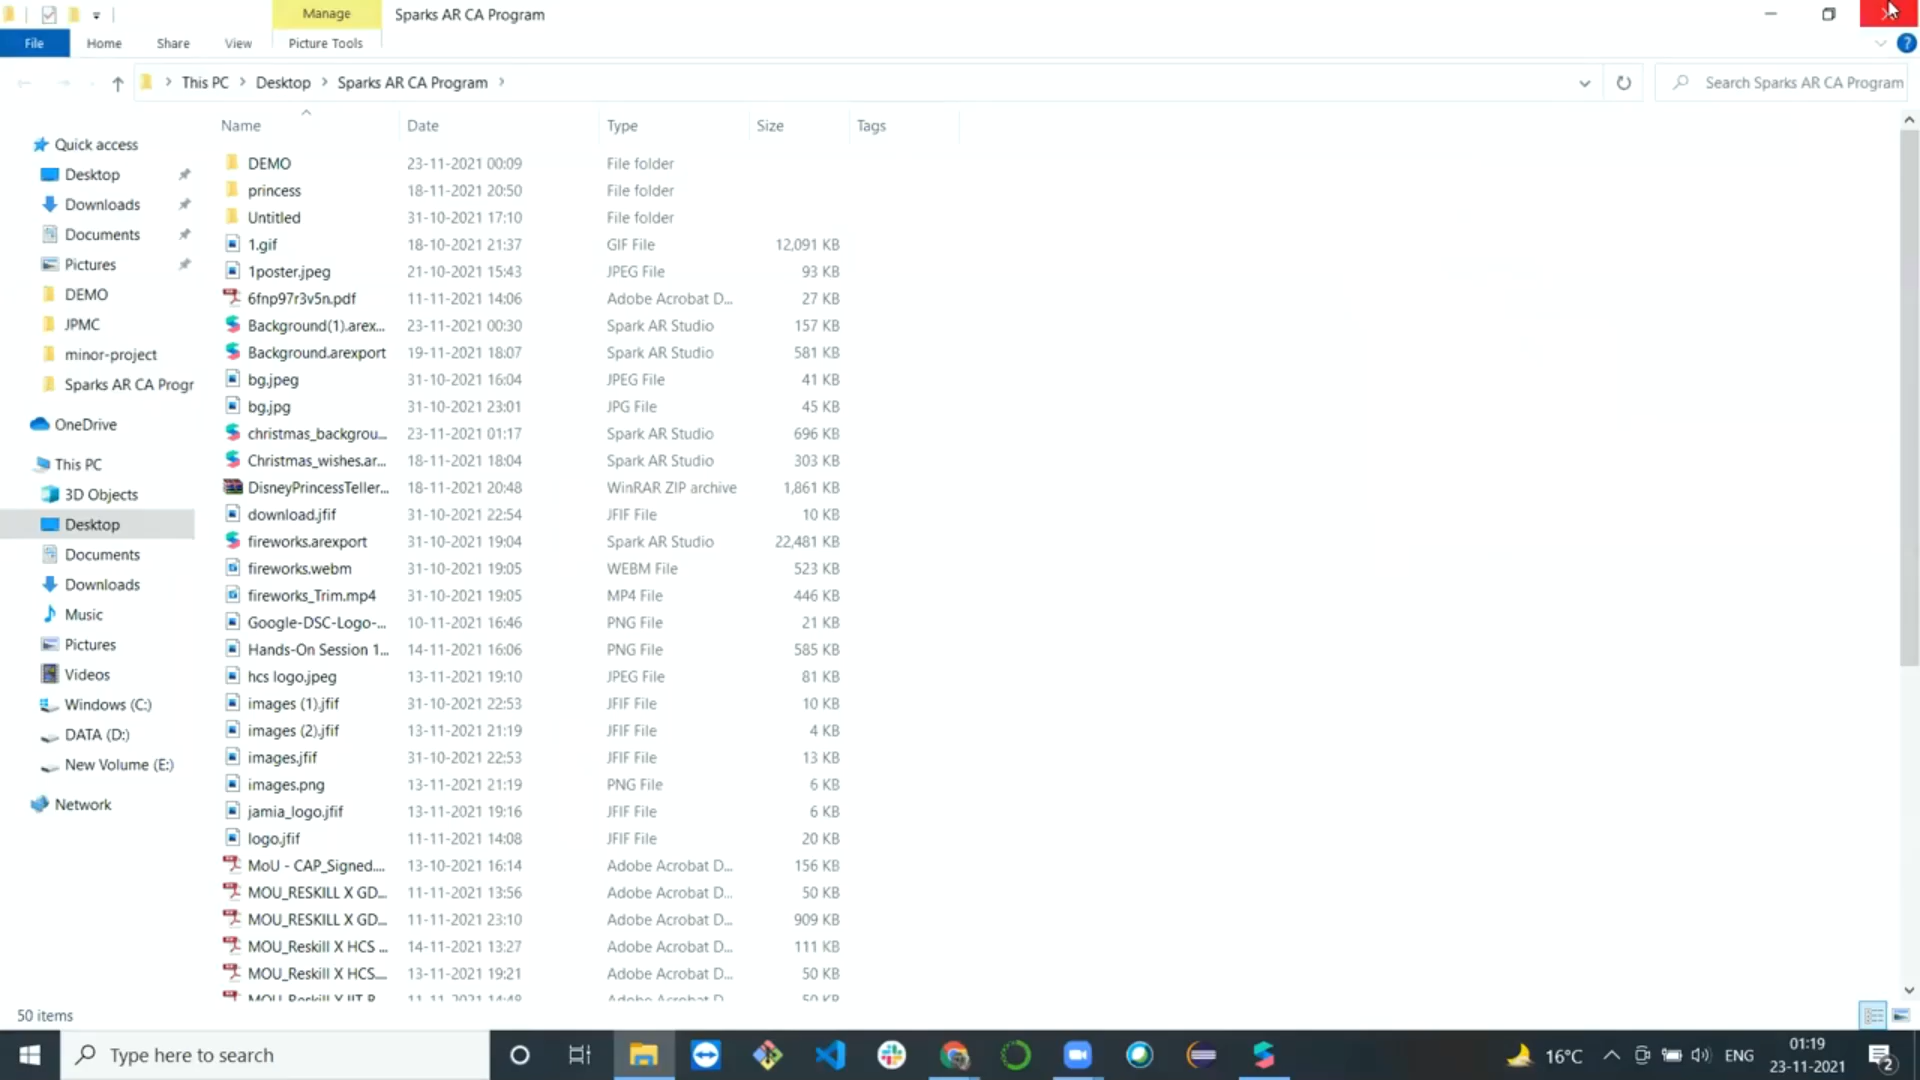 Manage
Sparks AR CA Program
File
Home
Share
View
Picture Tools
This PC
Desktop
Sparks AR CA Program
Search Sparks AR CA Program
Name
Date
Type
Size
Tags
Quick access
Desktop
Downloads
Documents
Pictures
DEMO
JPMC
minor-project
Sparks AR CA Progr
OneDrive
This PC
3D Objects
Desktop
Documents
Downloads
Music
Pictures
Videos
Windows (C:)
DATA (D:)
New Volume (E:)
Network
DEMO 23-11-2021 00:09 File folder
princess 18-11-2021 20:50 File folder
Untitled 31-10-2021 17:10 File folder
1.gif 18-10-2021 21:37 GIF File 12,091 KB
1poster.jpeg 21-10-2021 15:43 JPEG File 93 KB
6fnp97r3v5n.pdf 11-11-2021 14:06 Adobe Acrobat D... 27 KB
Background(1).arex... 23-11-2021 00:30 Spark AR Studio 157 KB
Background.arexport 19-11-2021 18:07 Spark AR Studio 581 KB
bg.jpeg 31-10-2021 16:04 JPEG File 41 KB
bg.jpg 31-10-2021 23:01 JPG File 45 KB
christmas_backgrou... 23-11-2021 01:17 Spark AR Studio 696 KB
Christmas_wishes.ar... 18-11-2021 18:04 Spark AR Studio 303 KB
DisneyPrincessTeller... 18-11-2021 20:48 WinRAR ZIP archive 1,861 KB
download.jfif 31-10-2021 22:54 JFIF File 10 KB
fireworks.arexport 31-10-2021 19:04 Spark AR Studio 22,481 KB
fireworks.webm 31-10-2021 19:05 WEBM File 523 KB
fireworks_Trim.mp4 31-10-2021 19:05 MP4 File 446 KB
Google-DSC-Logo-... 10-11-2021 16:46 PNG File 21 KB
Hands-On Session 1... 14-11-2021 16:06 PNG File 585 KB
hcs logo.jpeg 13-11-2021 19:10 JPEG File 81 KB
images (1).jfif 31-10-2021 22:53 JFIF File 10 KB
images (2).jfif 13-11-2021 21:19 JFIF File 4 KB
images.jfif 31-10-2021 22:53 JFIF File 13 KB
images.png 13-11-2021 21:19 PNG File 6 KB
jamia_logo.jfif 13-11-2021 19:16 JFIF File 6 KB
logo.jfif 11-11-2021 14:08 JFIF File 20 KB
MoU - CAP_Signed.... 13-10-2021 16:14 Adobe Acrobat D... 156 KB
MOU_RESKILL X GD... 11-11-2021 13:56 Adobe Acrobat D... 50 KB
MOU_RESKILL X GD... 11-11-2021 23:10 Adobe Acrobat D... 909 KB
MOU_Reskill X HCS ... 14-11-2021 13:27 Adobe Acrobat D... 111 KB
MOU_Reskill X HCS.... 13-11-2021 19:21 Adobe Acrobat D... 50 KB
MOU_Reskill X IIT R 11-11-2021 14:48 Adobe Acrobat D 50 KB
50 items
Type here to search
16°C
ENG
01:19
23-11-2021
2